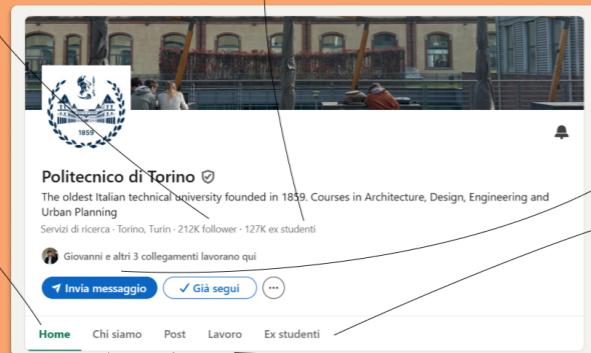 1859
Politecnico di Torino
The oldest Italian technical university founded in 1859. Courses in Architecture, Design, Engineering and
Urban Planning
Servizi di ricerca · Torino, Turin · 212K follower · 127K ex studenti
Giovanni e altri 3 collegamenti lavorano qui
Invia messaggio
Già segui
Home Chi siamo Post Lavoro Ex studenti